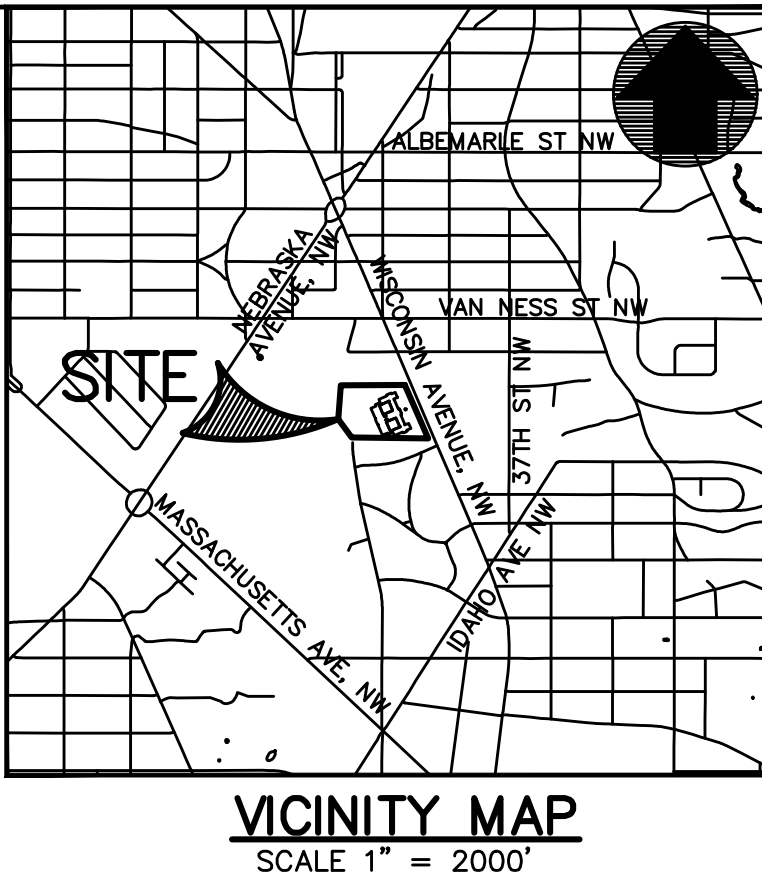 ALBEMARLE ST NW
NEBRASKA
AVENUE, NW
WISCONSIN AVENUE, NW
VAN NESS ST NW
SITE
37TH ST NW
MASSACHUSETTS AVE, NW
IDAHO AVE NW
VICINITY MAP
SCALE 1" = 2000'